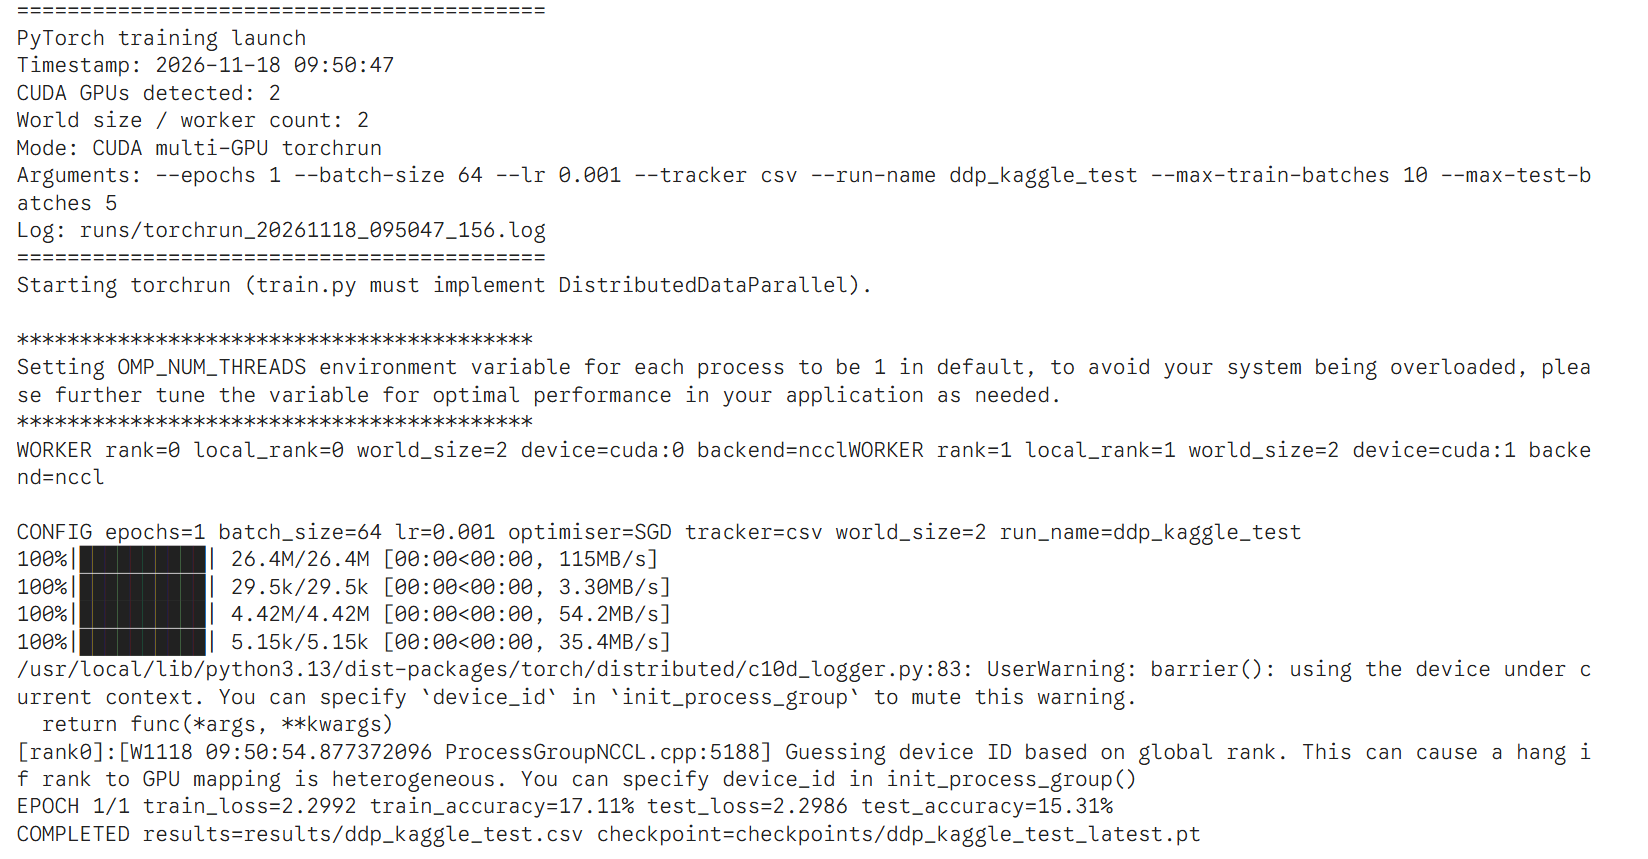 ==========================================
PyTorch training launch
Timestamp: 2026-11-18 09:50:47
CUDA GPUs detected: 2
World size / worker count: 2
Mode: CUDA multi-GPU torchrun
Arguments: --epochs 1 --batch-size 64 --lr 0.001 --tracker csv --run-name ddp_kaggle_test --max-train-batches 10 --max-test-b
atches 5
Log: runs/torchrun_20261118_095047_156.log
==========================================
Starting torchrun (train.py must implement DistributedDataParallel).

*****************************************
Setting OMP_NUM_THREADS environment variable for each process to be 1 in default, to avoid your system being overloaded, plea
se further tune the variable for optimal performance in your application as needed.
*****************************************
WORKER rank=0 local_rank=0 world_size=2 device=cuda:0 backend=ncclWORKER rank=1 local_rank=1 world_size=2 device=cuda:1 backe
nd=nccl

CONFIG epochs=1 batch_size=64 lr=0.001 optimiser=SGD tracker=csv world_size=2 run_name=ddp_kaggle_test
100%|██████████| 26.4M/26.4M [00:00<00:00, 115MB/s]
100%|██████████| 29.5k/29.5k [00:00<00:00, 3.30MB/s]
100%|██████████| 4.42M/4.42M [00:00<00:00, 54.2MB/s]
100%|██████████| 5.15k/5.15k [00:00<00:00, 35.4MB/s]
/usr/local/lib/python3.13/dist-packages/torch/distributed/c10d_logger.py:83: UserWarning: barrier(): using the device under c
urrent context. You can specify `device_id` in `init_process_group` to mute this warning.
  return func(*args, **kwargs)
[rank0]:[W1118 09:50:54.877372096 ProcessGroupNCCL.cpp:5188] Guessing device ID based on global rank. This can cause a hang i
f rank to GPU mapping is heterogeneous. You can specify device_id in init_process_group()
EPOCH 1/1 train_loss=2.2992 train_accuracy=17.11% test_loss=2.2986 test_accuracy=15.31%
COMPLETED results=results/ddp_kaggle_test.csv checkpoint=checkpoints/ddp_kaggle_test_latest.pt